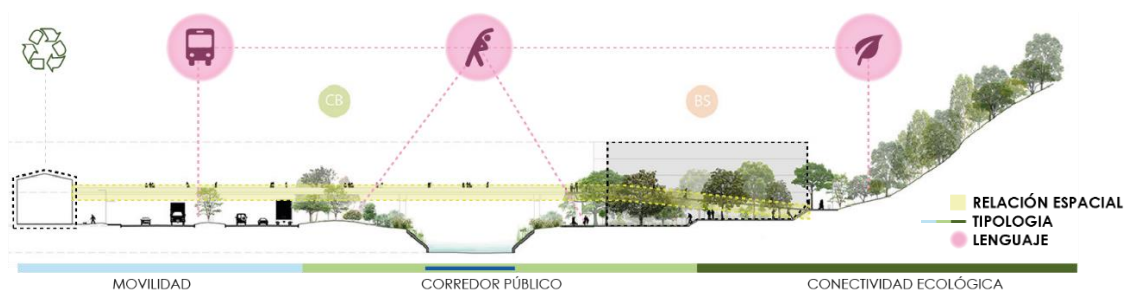 CB
BS
RELACIÓN ESPACIAL
TIPOLOGIA
LENGUAJE
MOVILIDAD
CORREDOR PÚBLICO
CONECTIVIDAD ECOLÓGICA